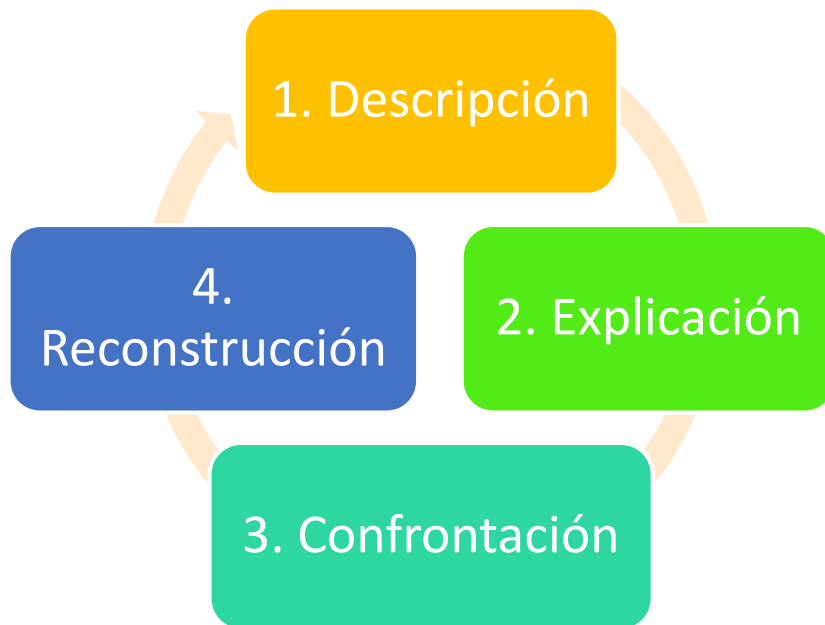 1. Descripción
2. Explicación
3. Confrontación
4.
Reconstrucción